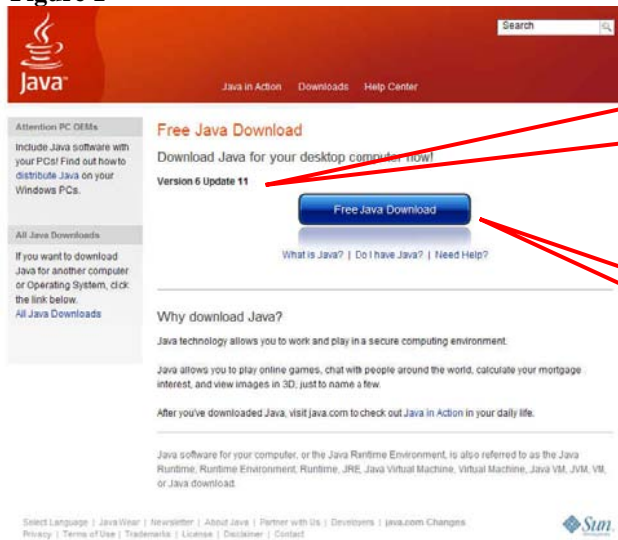 Search
Java
Java in Action Downloads Help Center
Attention PC OEMs
Include Java software with
your PCs! Find out how to
distribute Java on your
Windows PCs.
All Java Downloads
If you want to download
Java for another computer
or Operating System, click
the link below.
All Java Downloads
Free Java Download
Download Java for your desktop computer now!
Version 6 Update 11
Free Java Download
What is Java? | Do I have Java? | Need Help?
Why download Java?
Java technology allows you to work and play in a secure computing environment.
Java allows you to play online games, chat with people around the world, calculate your mortgage
interest, and view images in 3D, just to name a few.
After you've downloaded Java, visit java.com to check out Java in Action in your daily life.
Java software for your computer, or the Java Runtime Environment, is also referred to as the Java
Runtime, Runtime Environment, Runtime, JRE, Java Virtual Machine, Virtual Machine, Java VM, JVM, VM,
or Java download.
Select Language | Java Wear | Newsletter | About Java | Partner with Us | Developers | java.com Changes
Privacy | Terms of Use | Trademarks | License | Disclaimer | Contact
Sun